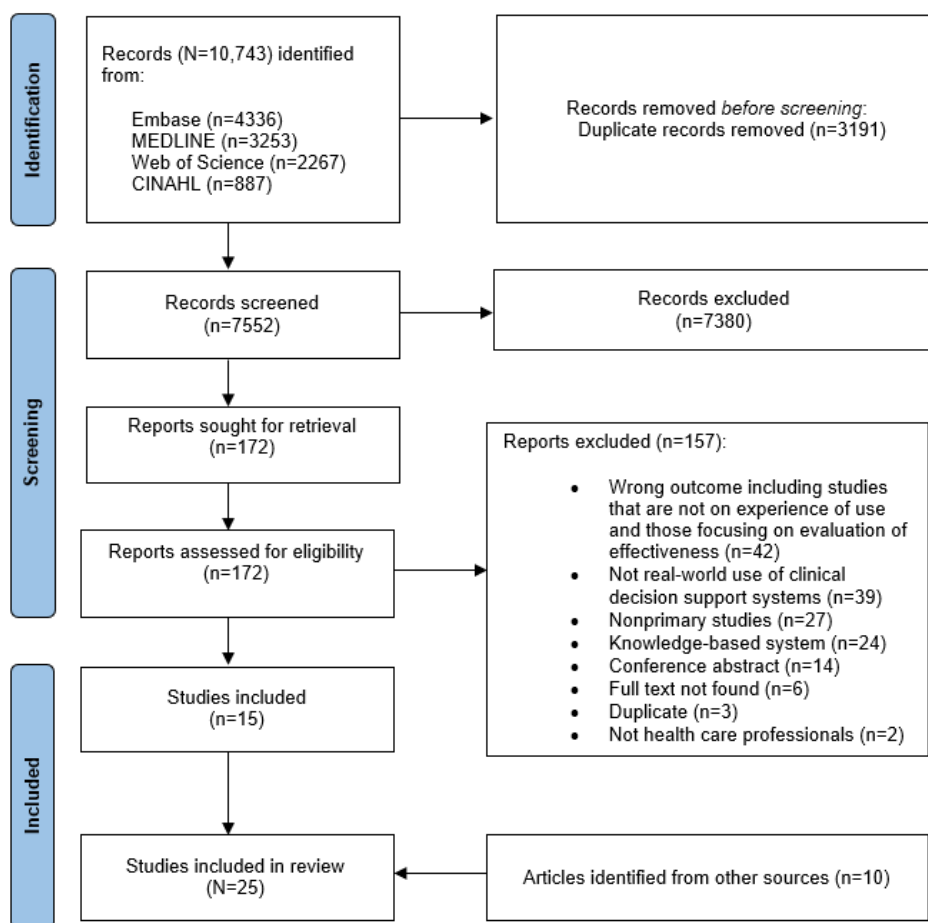 Identification
Records (N=10,743) identified
from:
Embase (n=4336)
MEDLINE (n=3253)
Web of Science (n=2267)
CINAHL (n=887)
Records removed before screening:
Duplicate records removed (n=3191)
Screening
Records screened
(n=7552)
Records excluded
(n=7380)
Reports sought for retrieval
(n=172)
Reports assessed for eligibility
(n=172)
Reports excluded (n=157):
• Wrong outcome including studies
that are not on experience of use
and those focusing on evaluation of
effectiveness (n=42)
• Not real-world use of clinical
decision support systems (n=39)
• Nonprimary studies (n=27)
• Knowledge-based system (n=24)
• Conference abstract (n=14)
• Full text not found (n=6)
• Duplicate (n=3)
• Not health care professionals (n=2)
Included
Studies included
(n=15)
Studies included in review
(N=25)
Articles identified from other sources (n=10)